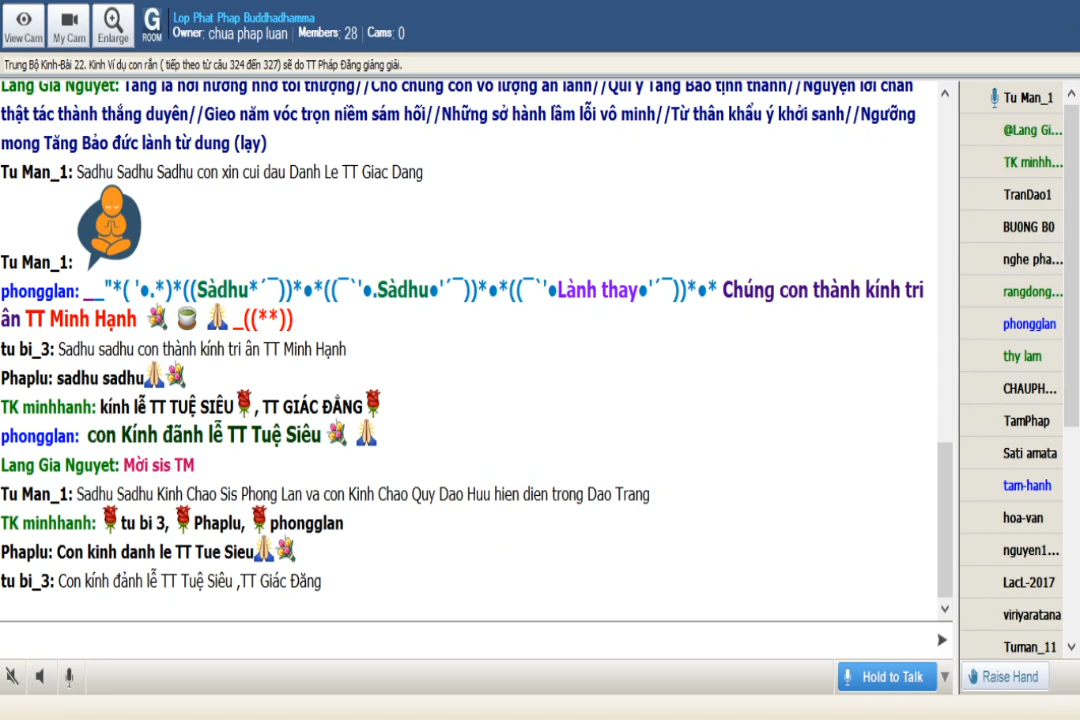 View Cam
My Cam
Enlarge
G
ROOM
Lop Phat Phap Buddhadhamma
Owner: chua phap luan | Members: 28 | Cams: 0
Trung Bộ Kinh-Bài 22. Kinh Ví dụ con rắn ( tiếp theo từ câu 324 đến 327) sẽ do TT Pháp Đăng giảng giải.
Lang Gia Nguyet: Tăng là nơi nương nhờ tối thượng//Cho chúng con vô lượng an lành//Qui y Tăng Bảo tịnh thanh//Nguyện lời chân
thật tác thành thắng duyên//Gieo năm vóc trọn niềm sám hối//Những sở hành lầm lỗi vô minh//Từ thân khẩu ý khởi sanh//Ngưỡng
mong Tăng Bảo đức lành từ dung (lạy)
Tu Man_1: Sadhu Sadhu Sadhu con xin cui dau Danh Le TT Giac Dang
Tu Man_1:
phongglan: __"*( '●.*)*((Sàdhu*´¯))*●*((¯`'●.Sàdhu●'´¯))*●*((¯`'●Lành thay●'´¯))*●* Chúng con thành kính tri
ân TT Minh Hạnh _((**))
tu bi_3: Sadhu sadhu con thành kính tri ân TT Minh Hạnh
Phaplu: sadhu sadhu
TK minhhanh: kính lễ TT TUỆ SIÊU , TT GIÁC ĐẲNG
phongglan: con Kính đãnh lễ TT Tuệ Siêu
Lang Gia Nguyet: Mời sis TM
Tu Man_1: Sadhu Sadhu Kinh Chao Sis Phong Lan va con Kinh Chao Quy Dao Huu hien dien trong Dao Trang
TK minhhanh: tu bi 3, Phaplu, phongglan
Phaplu: Con kinh danh le TT Tue Sieu
tu bi_3: Con kính đảnh lễ TT Tuệ Siêu ,TT Giác Đăng
Hold to Talk
Tu Man_1
@Lang Gi...
TK minhh...
TranDao1
BU0NG B0
nghe pha...
rangdong...
phongglan
thy lam
CHAUPH...
TamPhap
Sati amata
tam-hanh
hoa-van
nguyen1...
LacL-2017
viriyaratana
Tuman_11
Raise Hand